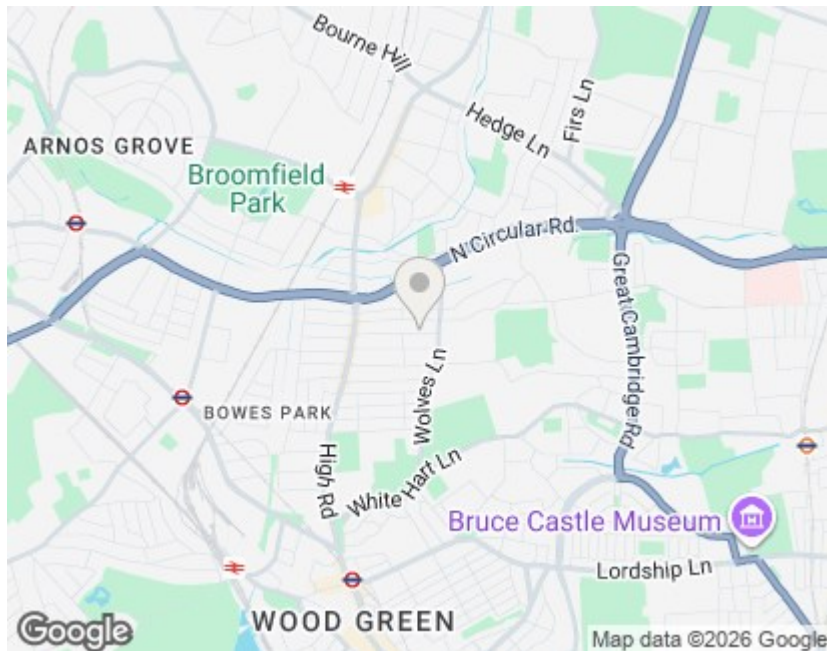 Bourne Hill
Firs Ln
Hedge Ln
ARNOS GROVE
Broomfield
Park
N Circular Rd.
Great Cambridge Rd
Wolves Ln
BOWES PARK
High Rd
White Hart Ln
Bruce Castle Museum
Lordship Ln
WOOD GREEN
Google
Map data ©2026 Google